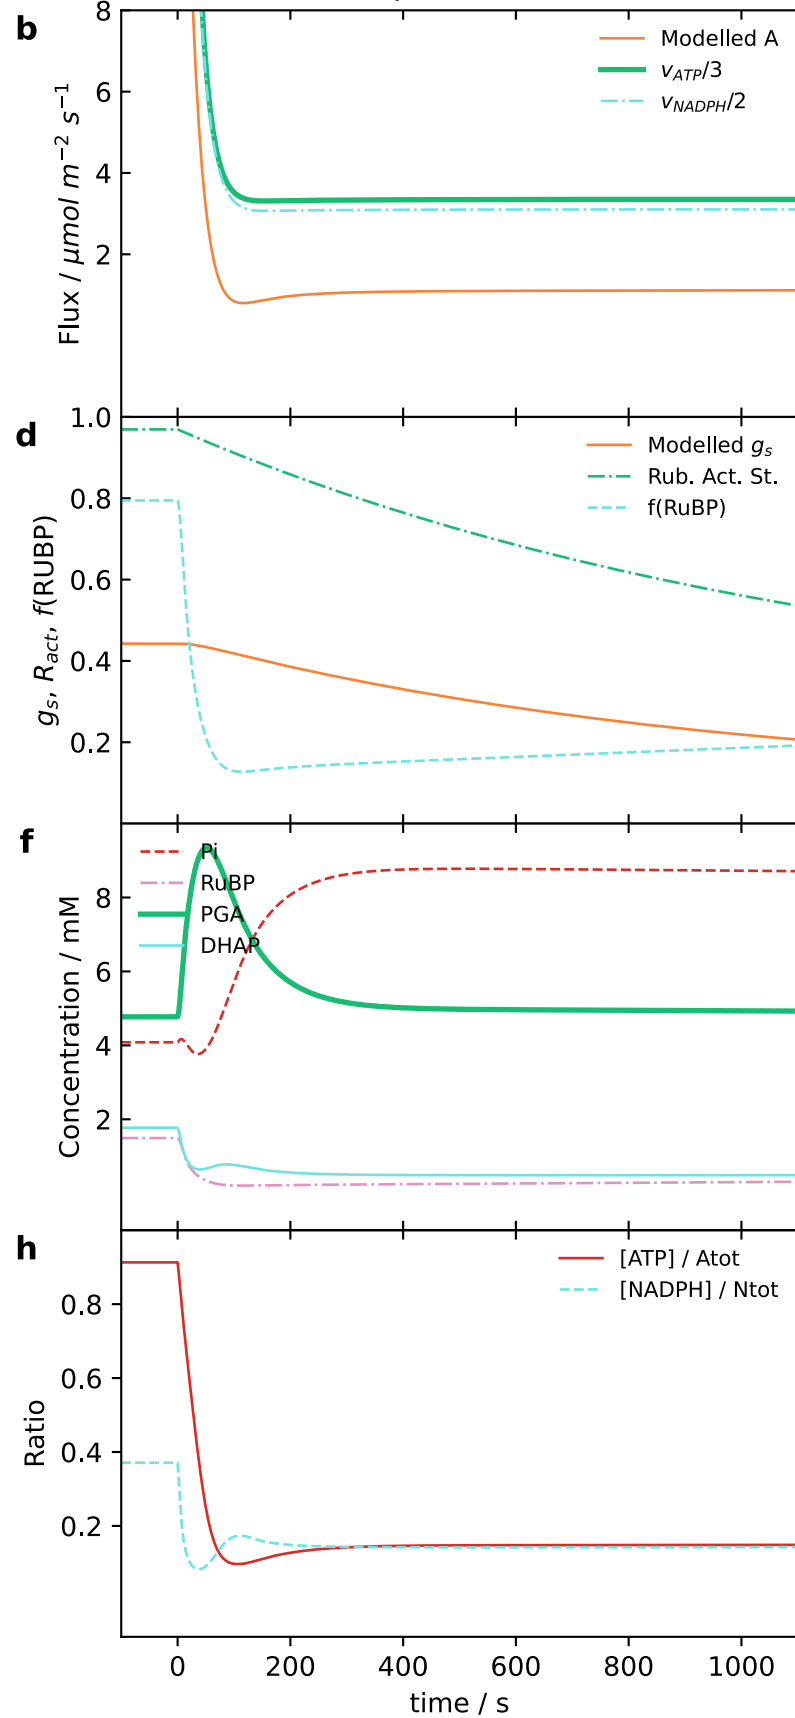 b
8
6
4
2
Flux / μmol m⁻² s⁻¹
Modelled A
v_ATP/3
v_NADPH/2
d
1.0
0.8
0.6
0.4
0.2
g_s, R_act, f(RUBP)
Modelled g_s
Rub. Act. St.
f(RuBP)
f
8
6
4
2
Concentration / mM
Pi
RuBP
PGA
DHAP
h
0.8
0.6
0.4
0.2
Ratio
[ATP] / Atot
[NADPH] / Ntot
0 200 400 600 800 1000
time / s